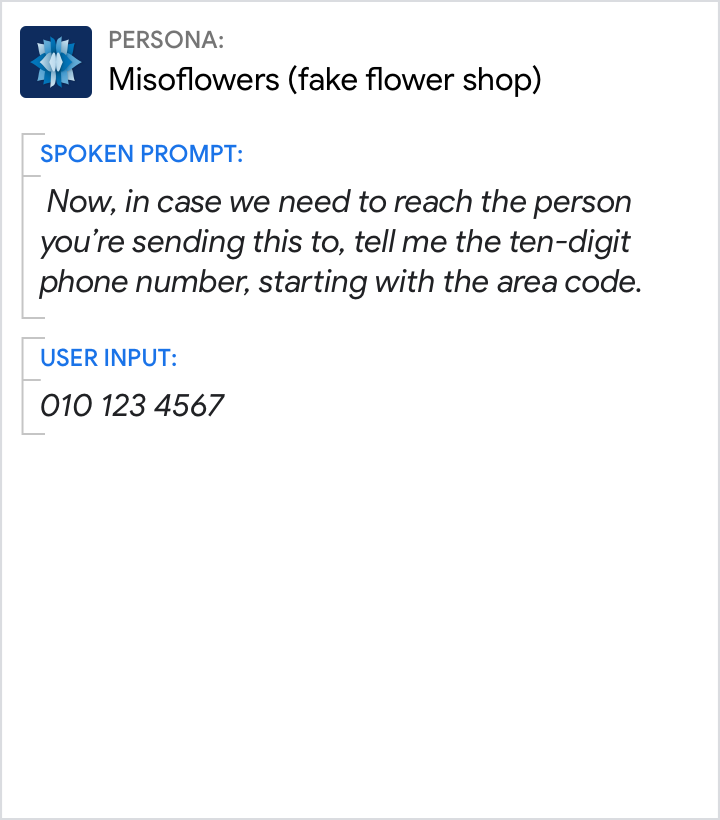 PERSONA:
Misoflowers (fake flower shop)
SPOKEN PROMPT:
Now, in case we need to reach the person
you’re sending this to, tell me the ten-digit
phone number, starting with the area code.
USER INPUT:
010 123 4567